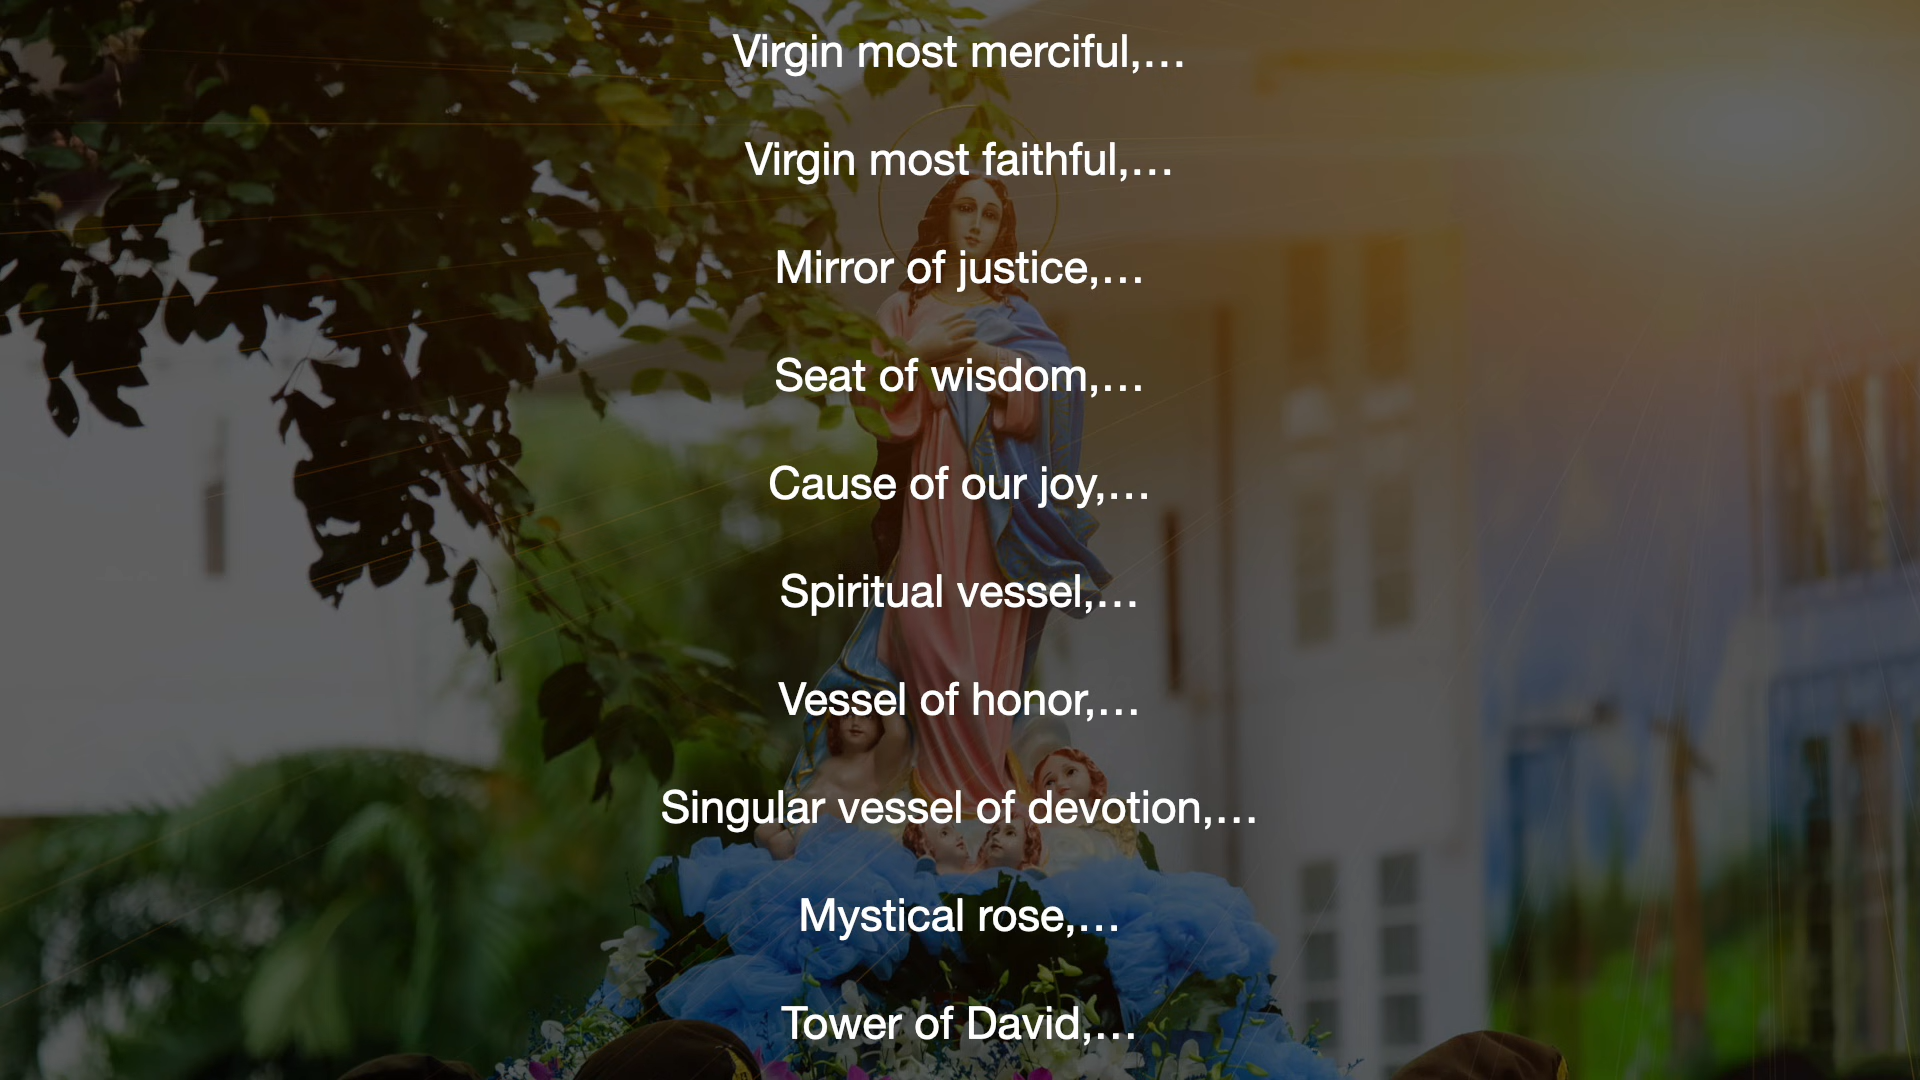 Virgin most merciful,…
Virgin most faithful,…
Mirror of justice,…
Seat of wisdom,…
Cause of our joy,…
Spiritual vessel,…
Vessel of honor,…
Singular vessel of devotion,…
Mystical rose,…
Tower of David,…